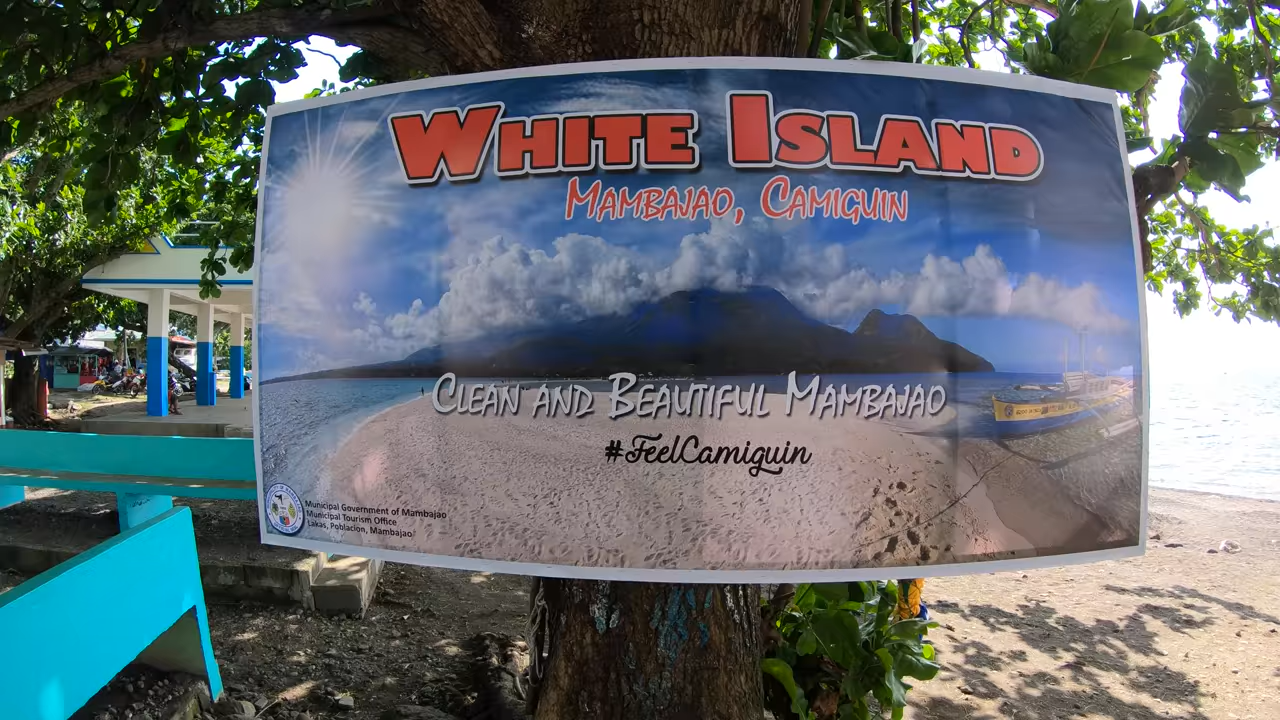 WHITE ISLAND
MAMBAJAO, CAMIGUIN
CLEAN AND BEAUTIFUL MAMBAJAO
#FeelCamiguin
Municipal Government of Mambajao
Municipal Tourism Office
Lakas, Poblacion, Mambajao